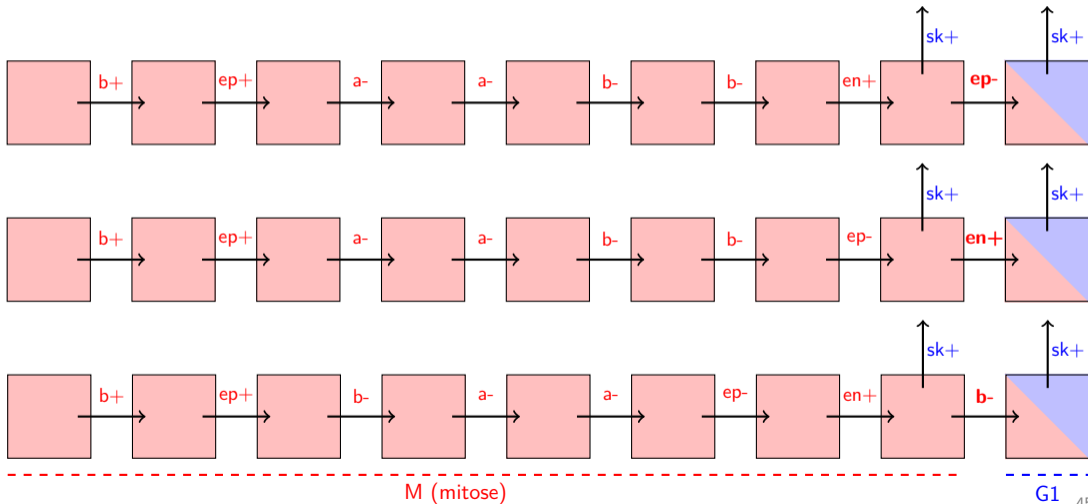 sk+ sk+
b+ ep+ a- a- b- b- en+ ep-
sk+ sk+
b+ ep+ a- a- b- b- ep- en+
sk+ sk+
b+ ep+ b- a- a- ep- en+ b-
M (mitose) G1